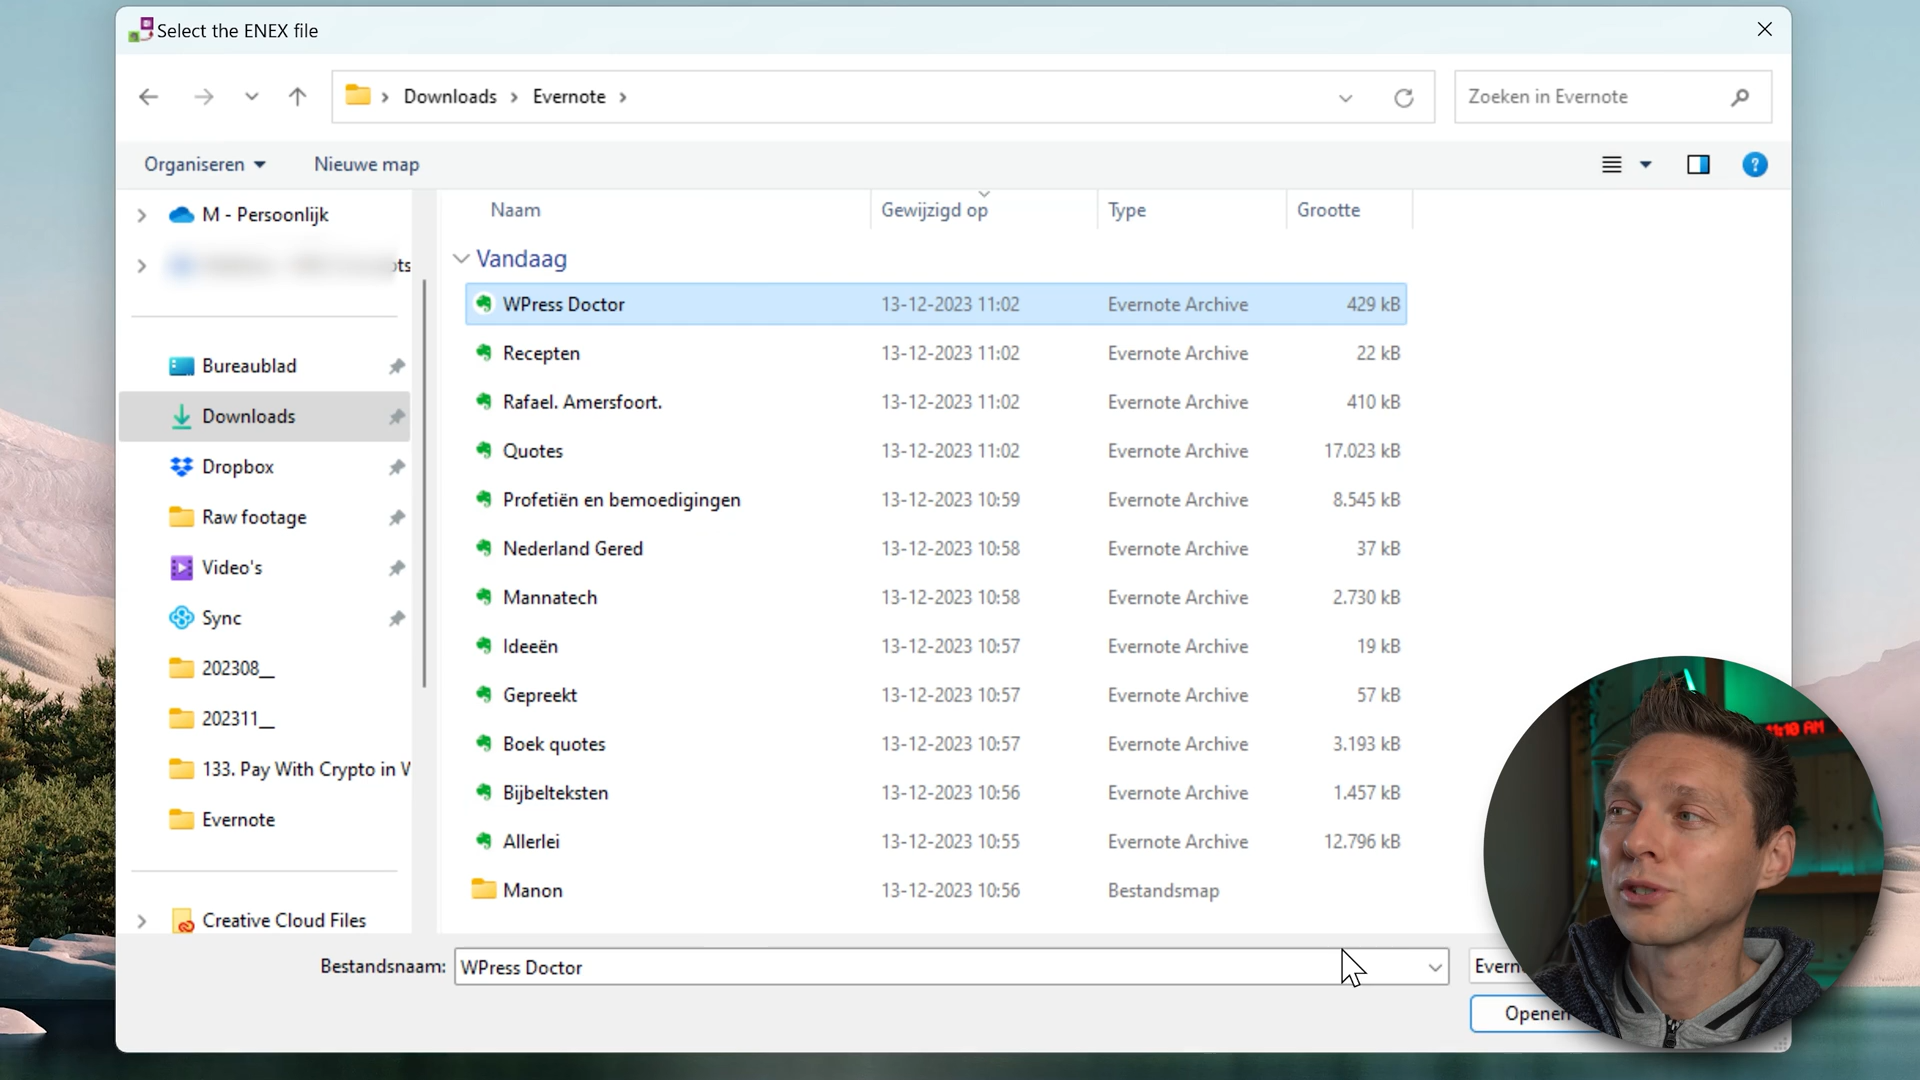 Select the ENEX file
Downloads Evernote
Zoeken in Evernote
Organiseren Nieuwe map
M - Persoonlijk
ts
Bureaublad
Downloads
Dropbox
Raw footage
Video's
Sync
202308__
202311__
133. Pay With Crypto in W
Evernote
Creative Cloud Files
Naam Gewijzigd op Type Grootte
Vandaag
WPress Doctor 13-12-2023 11:02 Evernote Archive 429 kB
Recepten 13-12-2023 11:02 Evernote Archive 22 kB
Rafael. Amersfoort. 13-12-2023 11:02 Evernote Archive 410 kB
Quotes 13-12-2023 11:02 Evernote Archive 17.023 kB
Profetiën en bemoedigingen 13-12-2023 10:59 Evernote Archive 8.545 kB
Nederland Gered 13-12-2023 10:58 Evernote Archive 37 kB
Mannatech 13-12-2023 10:58 Evernote Archive 2.730 kB
Ideeën 13-12-2023 10:57 Evernote Archive 19 kB
Gepreekt 13-12-2023 10:57 Evernote Archive 57 kB
Boek quotes 13-12-2023 10:57 Evernote Archive 3.193 kB
Bijbelteksten 13-12-2023 10:56 Evernote Archive 1.457 kB
Allerlei 13-12-2023 10:55 Evernote Archive 12.796 kB
Manon 13-12-2023 10:56 Bestandsmap
Bestandsnaam: WPress Doctor Evern
Openen
11:10 AM